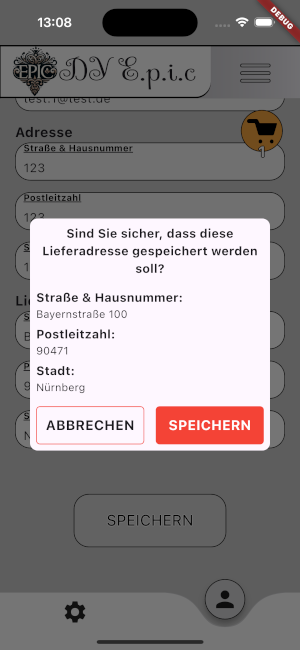 13:08
DEBUG
EPIC
DV E.p.i.c
test.1@test.de
Adresse
1
Straße & Hausnummer
123
Postleitzahl
123
Sind Sie sicher, dass diese
Lieferadresse gespeichert werden
soll?
Straße & Hausnummer:
Bayernstraße 100
Postleitzahl:
90471
Stadt:
Nürnberg
ABBRECHEN
SPEICHERN
SPEICHERN